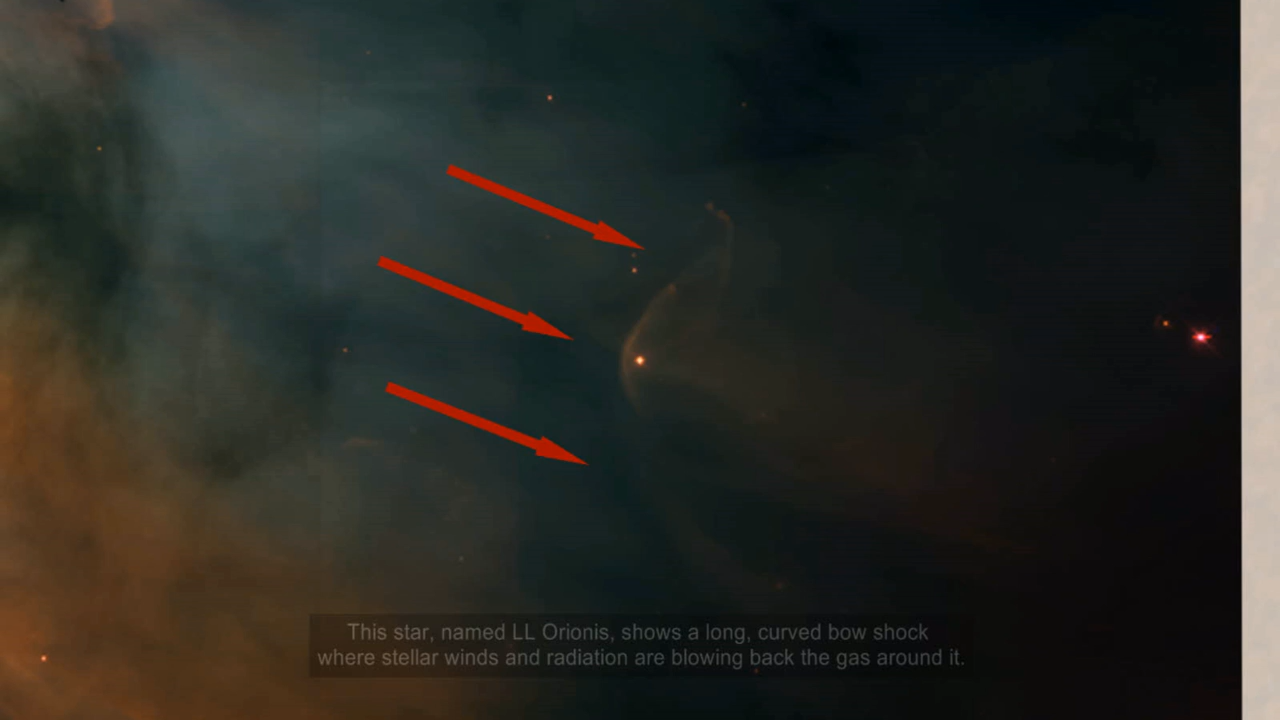 This star, named LL Orionis, shows a long, curved bow shock
where stellar winds and radiation are blowing back the gas around it.